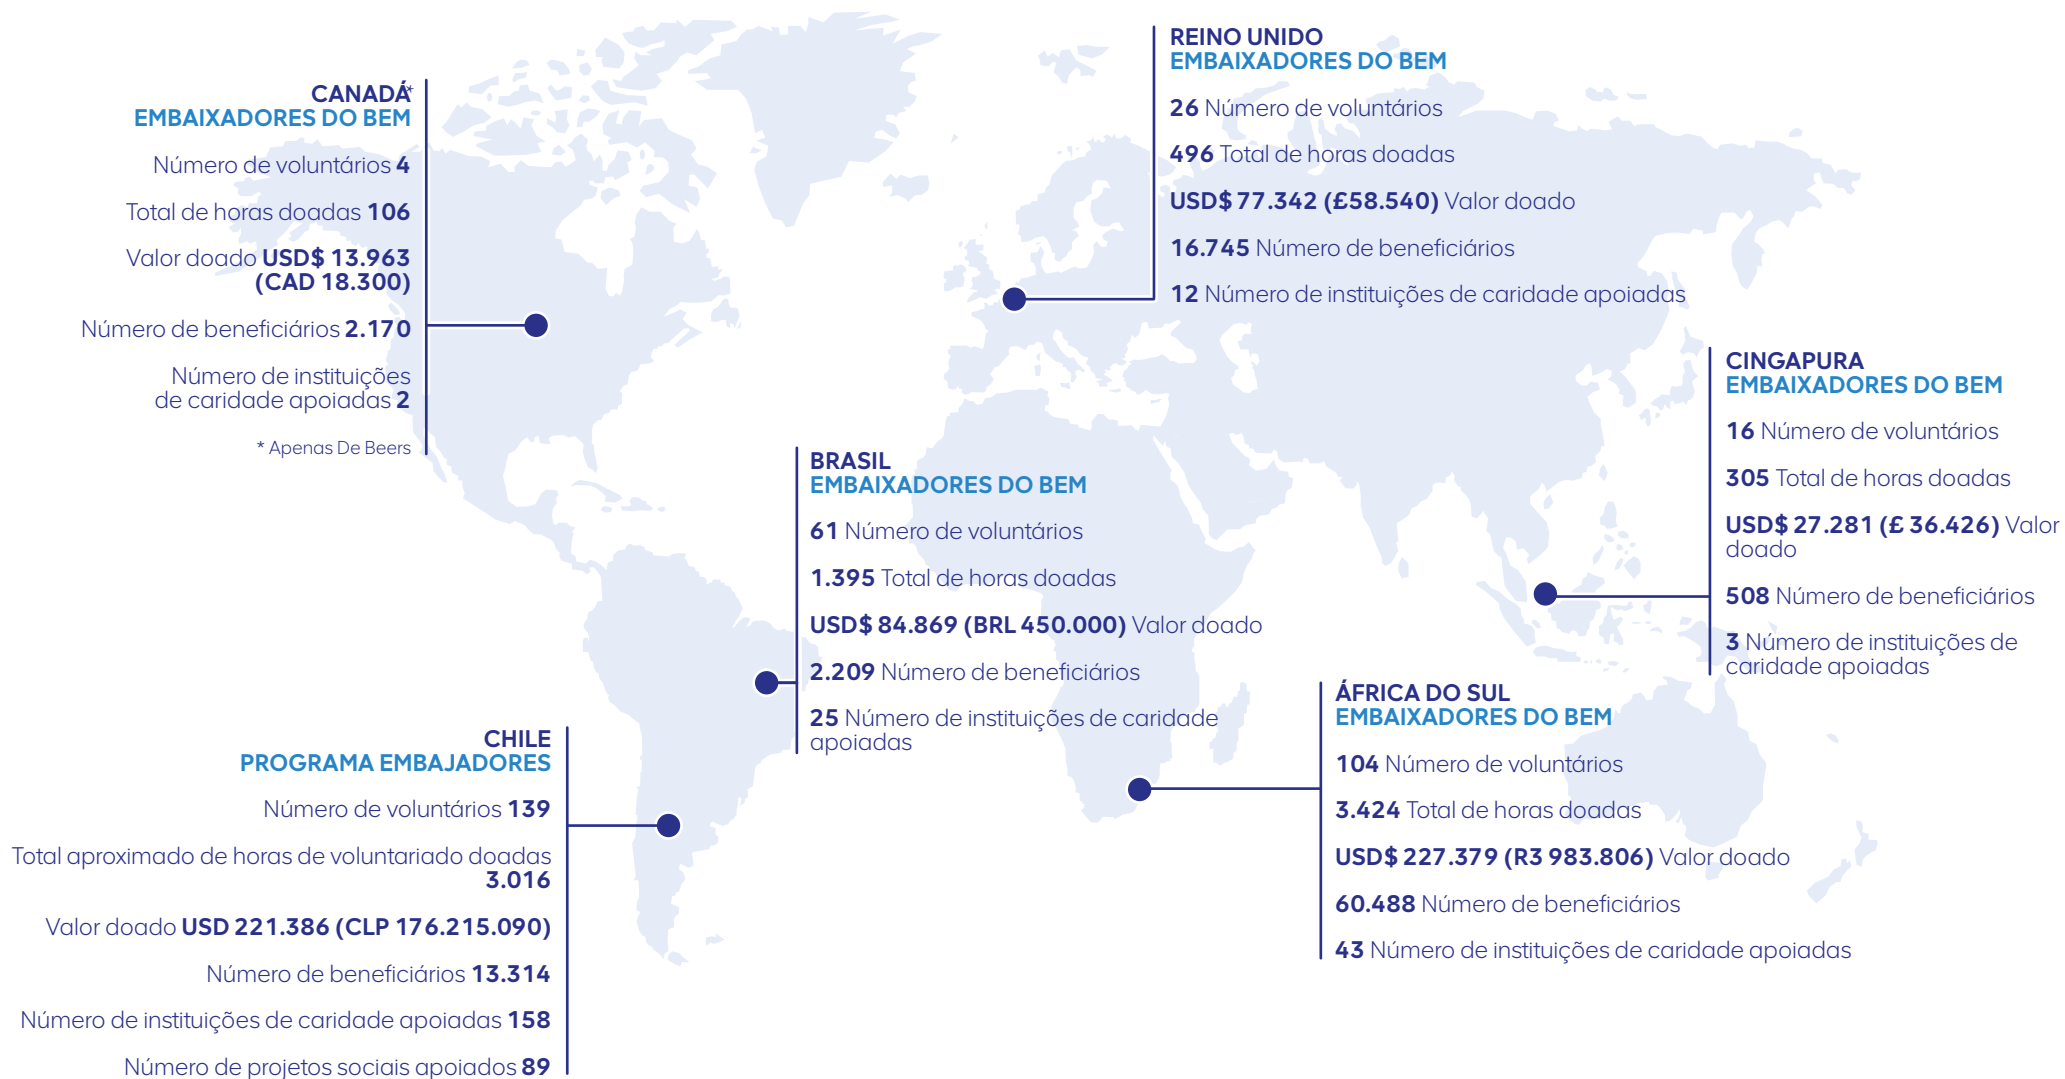 CANADÁ*
EMBAIXADORES DO BEM
Número de voluntários 4
Total de horas doadas 106
Valor doado USD$ 13.963
(CAD 18.300)
Número de beneficiários 2.170
Número de instituições
de caridade apoiadas 2
* Apenas De Beers
REINO UNIDO
EMBAIXADORES DO BEM
26 Número de voluntários
496 Total de horas doadas
USD$ 77.342 (£58.540) Valor doado
16.745 Número de beneficiários
12 Número de instituições de caridade apoiadas
CINGAPURA
EMBAIXADORES DO BEM
16 Número de voluntários
305 Total de horas doadas
USD$ 27.281 (£ 36.426) Valor
doado
508 Número de beneficiários
3 Número de instituições de
caridade apoiadas
BRASIL
EMBAIXADORES DO BEM
61 Número de voluntários
1.395 Total de horas doadas
USD$ 84.869 (BRL 450.000) Valor doado
2.209 Número de beneficiários
25 Número de instituições de caridade
apoiadas
ÁFRICA DO SUL
EMBAIXADORES DO BEM
104 Número de voluntários
3.424 Total de horas doadas
USD$ 227.379 (R3 983.806) Valor doado
60.488 Número de beneficiários
43 Número de instituições de caridade apoiadas
CHILE
PROGRAMA EMBAJADORES
Número de voluntários 139
Total aproximado de horas de voluntariado doadas
3.016
Valor doado USD 221.386 (CLP 176.215.090)
Número de beneficiários 13.314
Número de instituições de caridade apoiadas 158
Número de projetos sociais apoiados 89